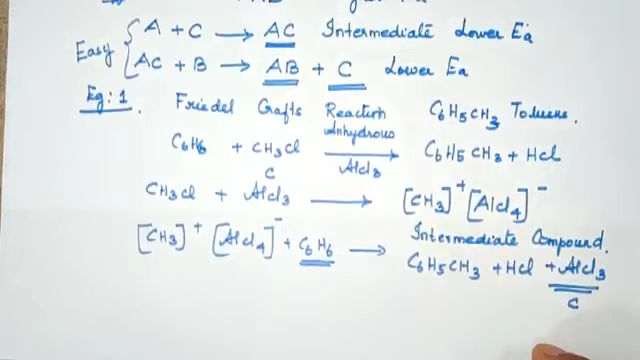 A + C ⟶ AC Intermediate Lower Ea
Easy
AC + B ⟶ AB + C Lower Ea
Eg: 1. Friedel Crafts Reaction C6H5CH3 Toluene.
Anhydrous
C6H6 + CH3Cl ⟶ C6H5CH3 + HCl
AlCl3
C
CH3Cl + AlCl3 ⟶ [CH3]+ [AlCl4]-
Intermediate Compound.
[CH3]+ [AlCl4]- + C6H6 ⟶ C6H5CH3 + HCl + AlCl3
C